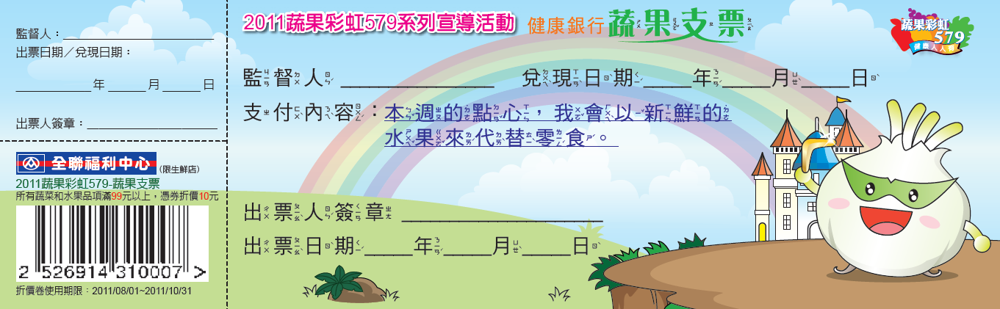 監督人：
出票日期／兌現日期：
年 月 日
出票人簽章：
全聯福利中心 (限生鮮店)
2011蔬果彩虹579-蔬果支票
所有蔬菜和水果品項滿99元以上，憑券折價10元
2 526914 310007 >
折價卷使用期限：2011/08/01~2011/10/31
2011蔬果彩虹579系列宣導活動 健康銀行蔬果支票
蔬果彩虹
579
健康人人誇
監督人 兌現日期 年 月 日
支付內容：本週的點心，我會以新鮮的
水果來代替零食。
出票人簽章
出票日期 年 月 日